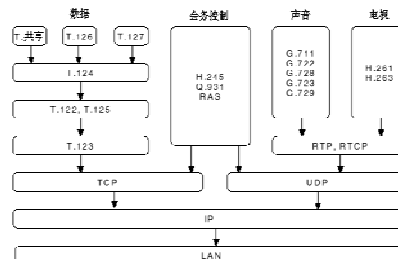 数据
会务控制
声音
电视
T.共享
T.126
T.127
T.124
T.122, T.125
T.123
H.245
Q.931
RAS
G.711
G.722
G.728
G.723
G.729
H.261
H.263
RTP, RTCP
TCP
UDP
IP
LAN